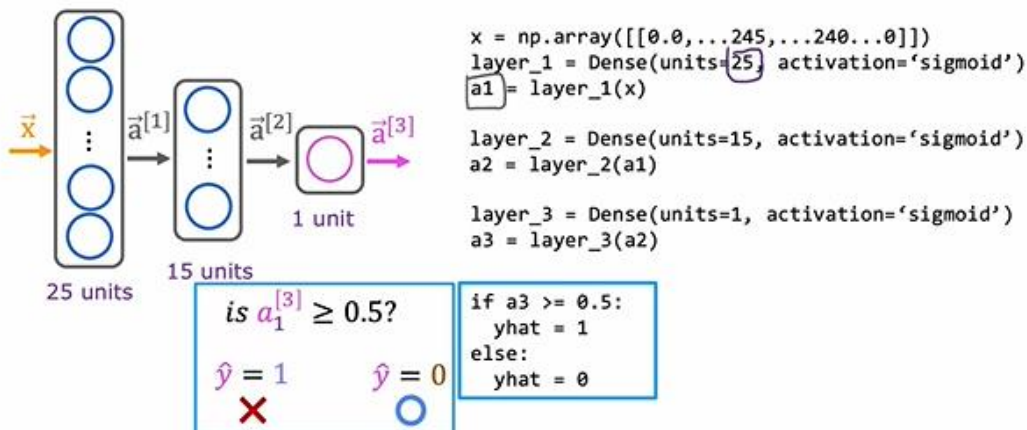 x = np.array([[0.0,...245,...240...0]])
layer_1 = Dense(units=25, activation=‘sigmoid’)
a1 = layer_1(x)
layer_2 = Dense(units=15, activation=‘sigmoid’)
a2 = layer_2(a1)
layer_3 = Dense(units=1, activation=‘sigmoid’)
a3 = layer_3(a2)
x⃗
a⃗^[1]
a⃗^[2]
a⃗^[3]
25 units
15 units
1 unit
is a₁^[3] ≥ 0.5?
ŷ = 1 ŷ = 0
if a3 >= 0.5:
yhat = 1
else:
yhat = 0